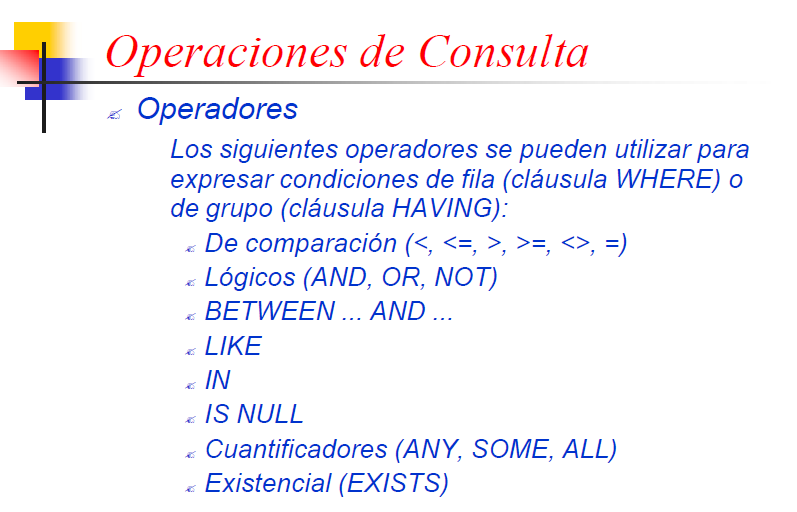 Operaciones de Consulta
Operadores
Los siguientes operadores se pueden utilizar para
expresar condiciones de fila (cláusula WHERE) o
de grupo (cláusula HAVING):
De comparación (<, <=, >, >=, <>, =)
Lógicos (AND, OR, NOT)
BETWEEN ... AND ...
LIKE
IN
IS NULL
Cuantificadores (ANY, SOME, ALL)
Existencial (EXISTS)